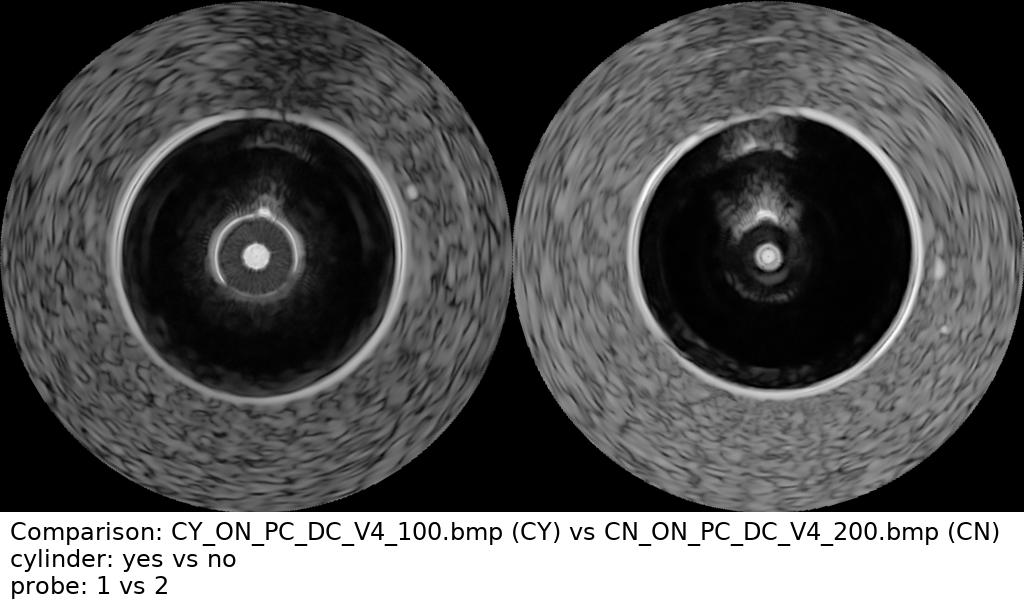 Comparison: CY_ON_PC_DC_V4_100.bmp (CY) vs CN_ON_PC_DC_V4_200.bmp (CN)
cylinder: yes vs no
probe: 1 vs 2